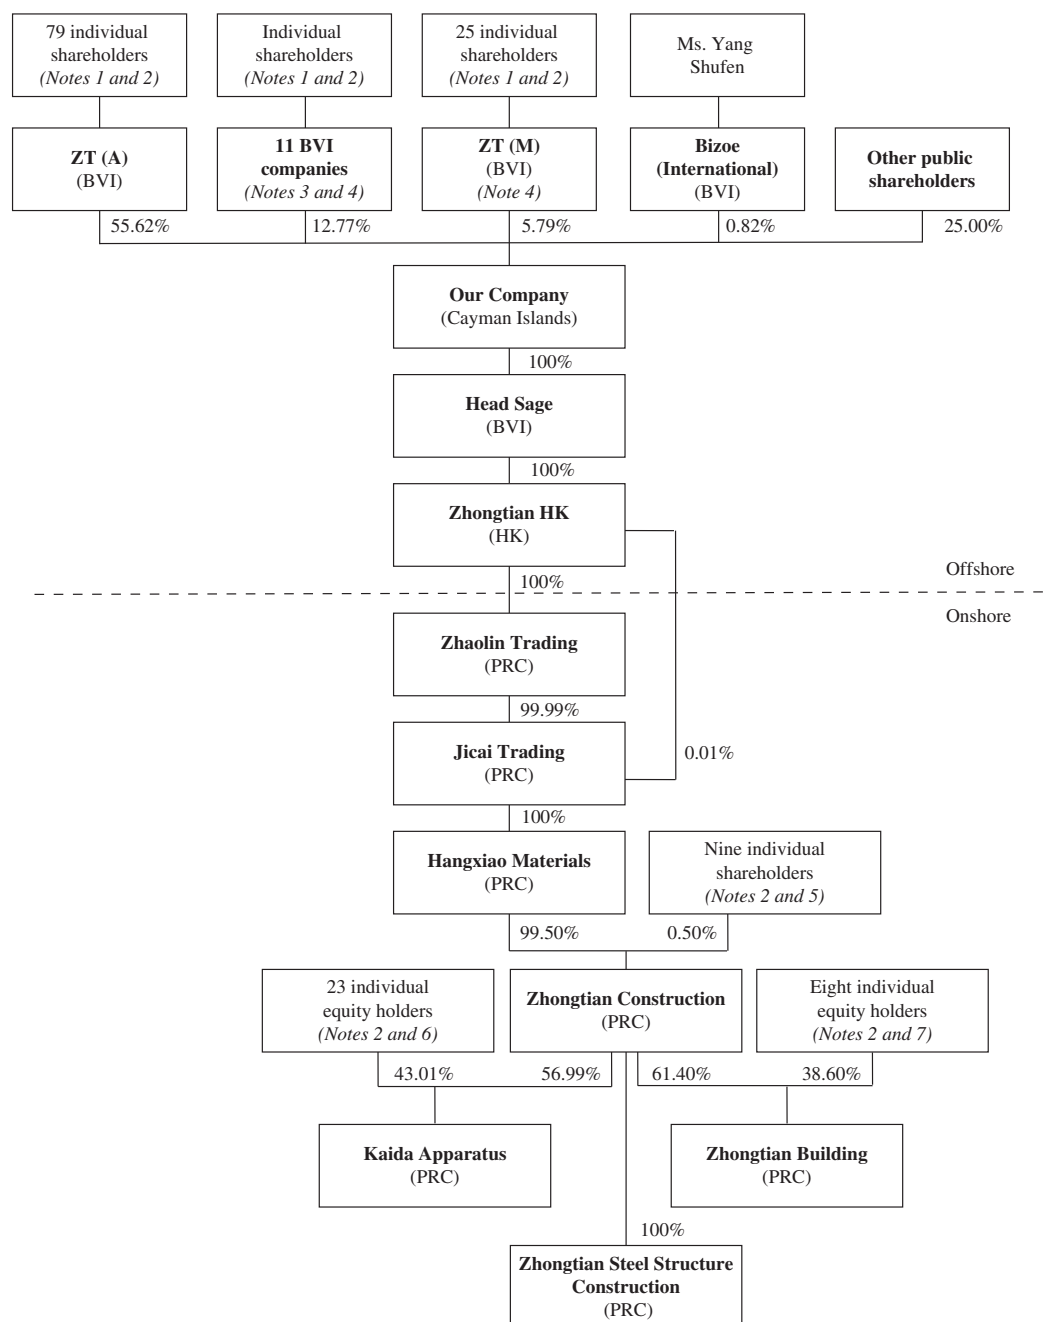 79 individual
shareholders
(Notes 1 and 2)
Individual
shareholders
(Notes 1 and 2)
25 individual
shareholders
(Notes 1 and 2)
Ms. Yang
Shufen
ZT (A)
(BVI)
11 BVI
companies
(Notes 3 and 4)
ZT (M)
(BVI)
(Note 4)
Bizoe
(International)
(BVI)
Other public
shareholders
55.62%
12.77%
5.79%
0.82%
25.00%
Our Company
(Cayman Islands)
100%
Head Sage
(BVI)
100%
Zhongtian HK
(HK)
100%
Offshore
Onshore
Zhaolin Trading
(PRC)
99.99%
Jicai Trading
(PRC)
0.01%
100%
Hangxiao Materials
(PRC)
Nine individual
shareholders
(Notes 2 and 5)
99.50%
0.50%
23 individual
equity holders
(Notes 2 and 6)
Zhongtian Construction
(PRC)
Eight individual
equity holders
(Notes 2 and 7)
43.01%
56.99%
61.40%
38.60%
Kaida Apparatus
(PRC)
Zhongtian Building
(PRC)
100%
Zhongtian Steel Structure
Construction
(PRC)